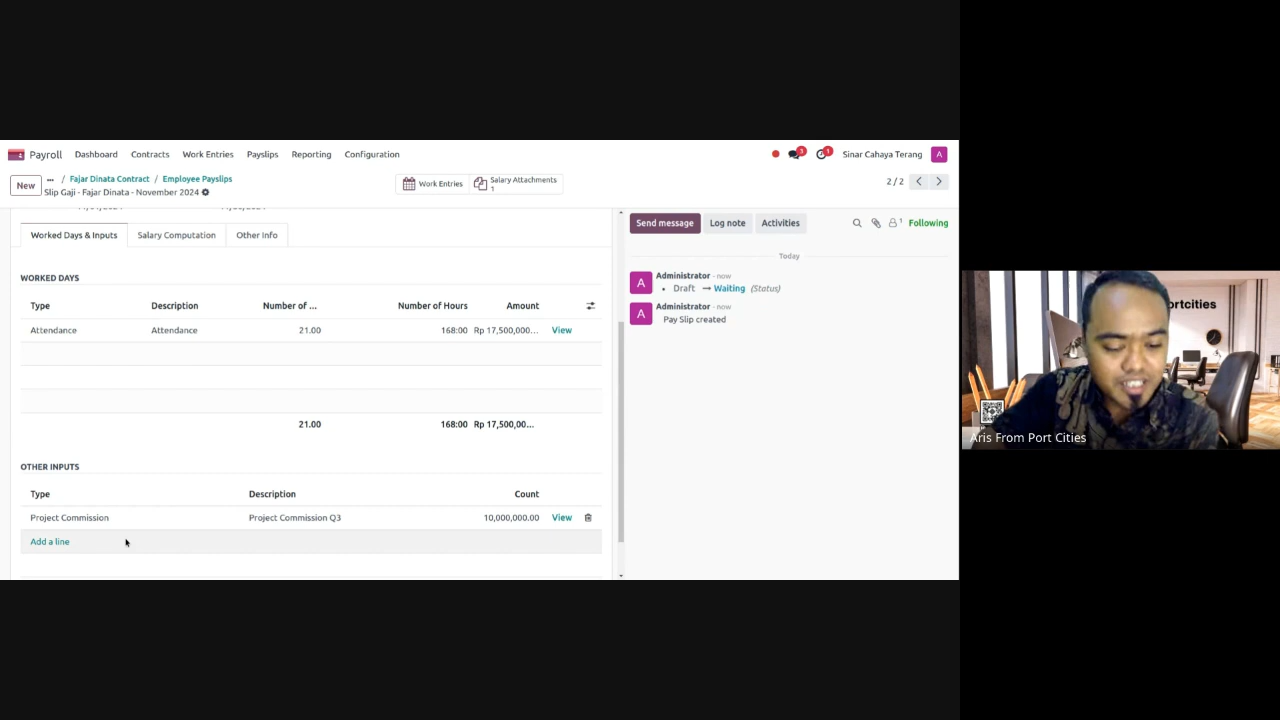 Payroll Dashboard Contracts Work Entries Payslips Reporting Configuration 3 1 Sinar Cahaya Terang A
New ... / Fajar Dinata Contract / Employee Payslips
Slip Gaji - Fajar Dinata - November 2024
Work Entries
Salary Attachments
1
2 / 2
Worked Days & Inputs Salary Computation Other Info
WORKED DAYS
Type Description Number of ... Number of Hours Amount
Attendance Attendance 21.00 168:00 Rp 17,500,000... View
21.00 168:00 Rp 17,500,00...
OTHER INPUTS
Type Description Count
Project Commission Project Commission Q3 10,000,000.00 View
Add a line
Send message Log note Activities 1 Following
Today
A Administrator - now
Draft → Waiting (Status)
A Administrator - now
Pay Slip created
ortcities
Aris From Port Cities